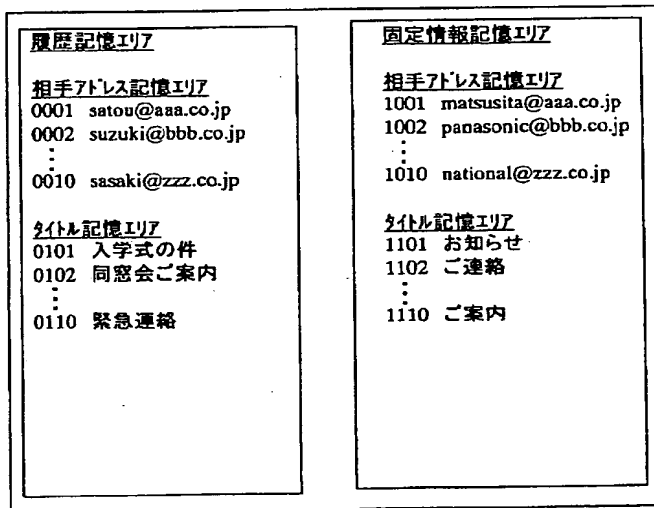 履歴記憶エリア
相手アドレス記憶エリア
0001 satou@aaa.co.jp
0002 suzuki@bbb.co.jp
⋮
0010 sasaki@zzz.co.jp
タイトル記憶エリア
0101 入学式の件
0102 同窓会ご案内
⋮
0110 緊急連絡
固定情報記憶エリア
相手アドレス記憶エリア
1001 matsusita@aaa.co.jp
1002 panasonic@bbb.co.jp
⋮
1010 national@zzz.co.jp
タイトル記憶エリア
1101 お知らせ
1102 ご連絡
⋮
1110 ご案内